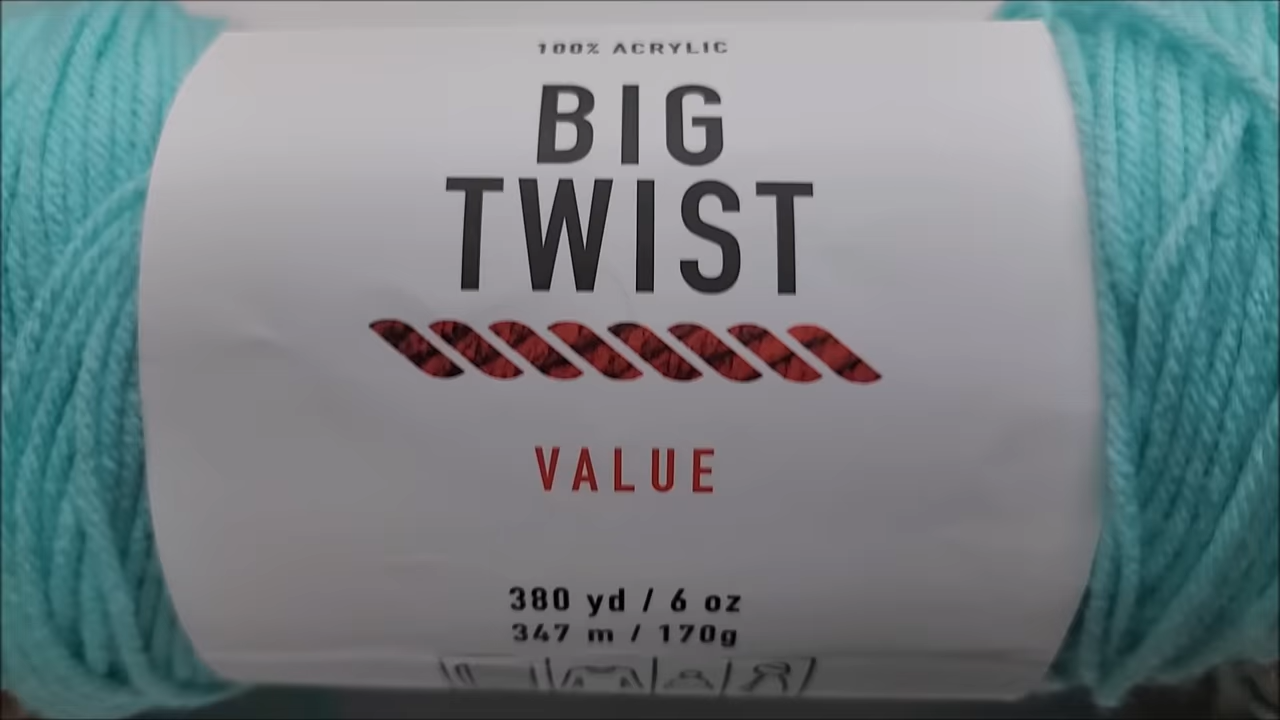 100% ACRYLIC
BIG
TWIST
VALUE
380 yd / 6 oz
347 m / 170g